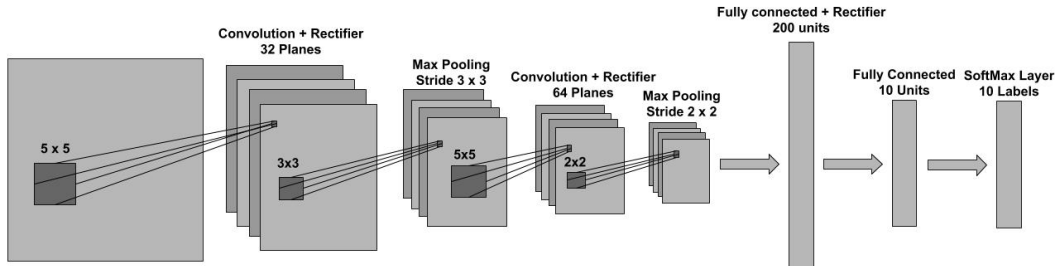 5 x 5
Convolution + Rectifier
32 Planes
3x3
Max Pooling
Stride 3 x 3
5x5
Convolution + Rectifier
64 Planes
2x2
Max Pooling
Stride 2 x 2
Fully connected + Rectifier
200 units
Fully Connected
10 Units
SoftMax Layer
10 Labels